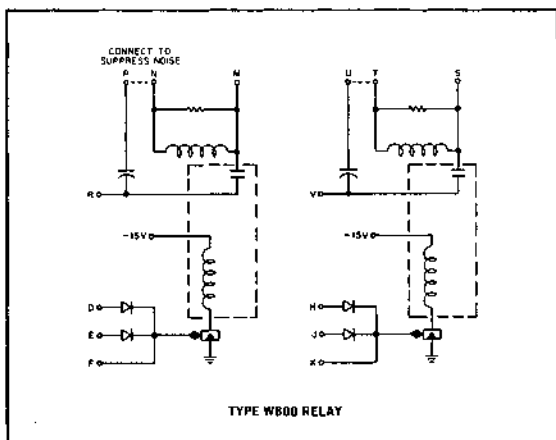 CONNECT TO
SUPPRESS NOISE
P N M U T S
R V
-15V -15V
D H
E J
F K
TYPE W800 RELAY